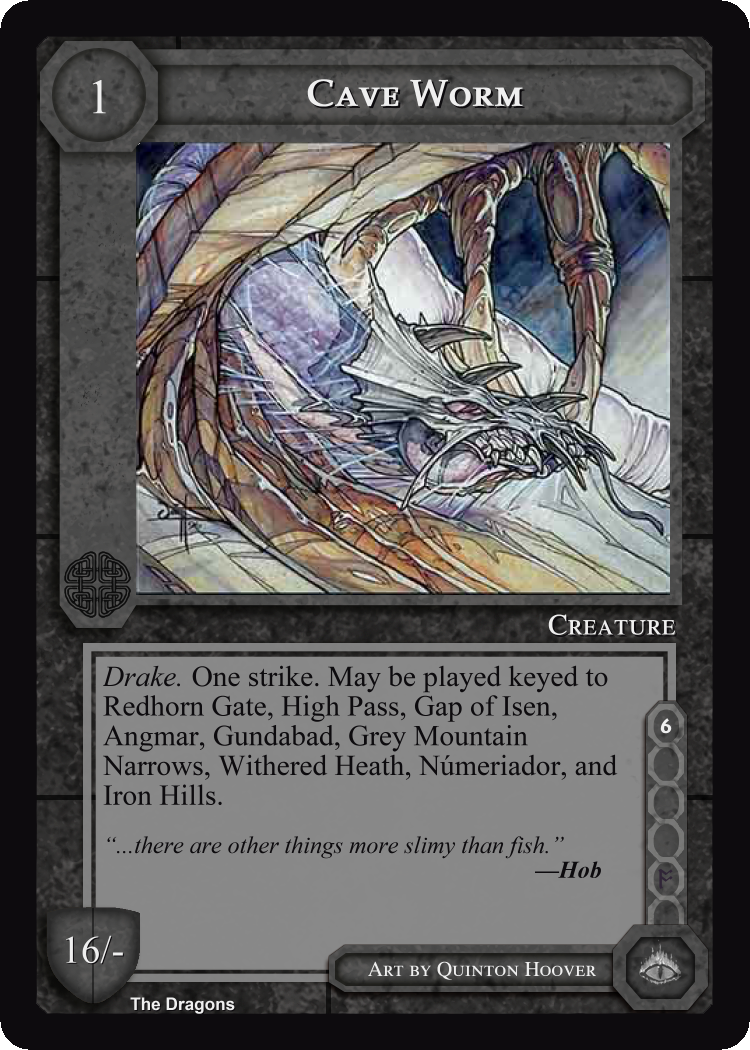 1
CAVE WORM
CREATURE
Drake. One strike. May be played keyed to
Redhorn Gate, High Pass, Gap of Isen,
Angmar, Gundabad, Grey Mountain
Narrows, Withered Heath, Númeriador, and
Iron Hills.
6
“...there are other things more slimy than fish.”
—Hob
16/-
ART BY QUINTON HOOVER
The Dragons